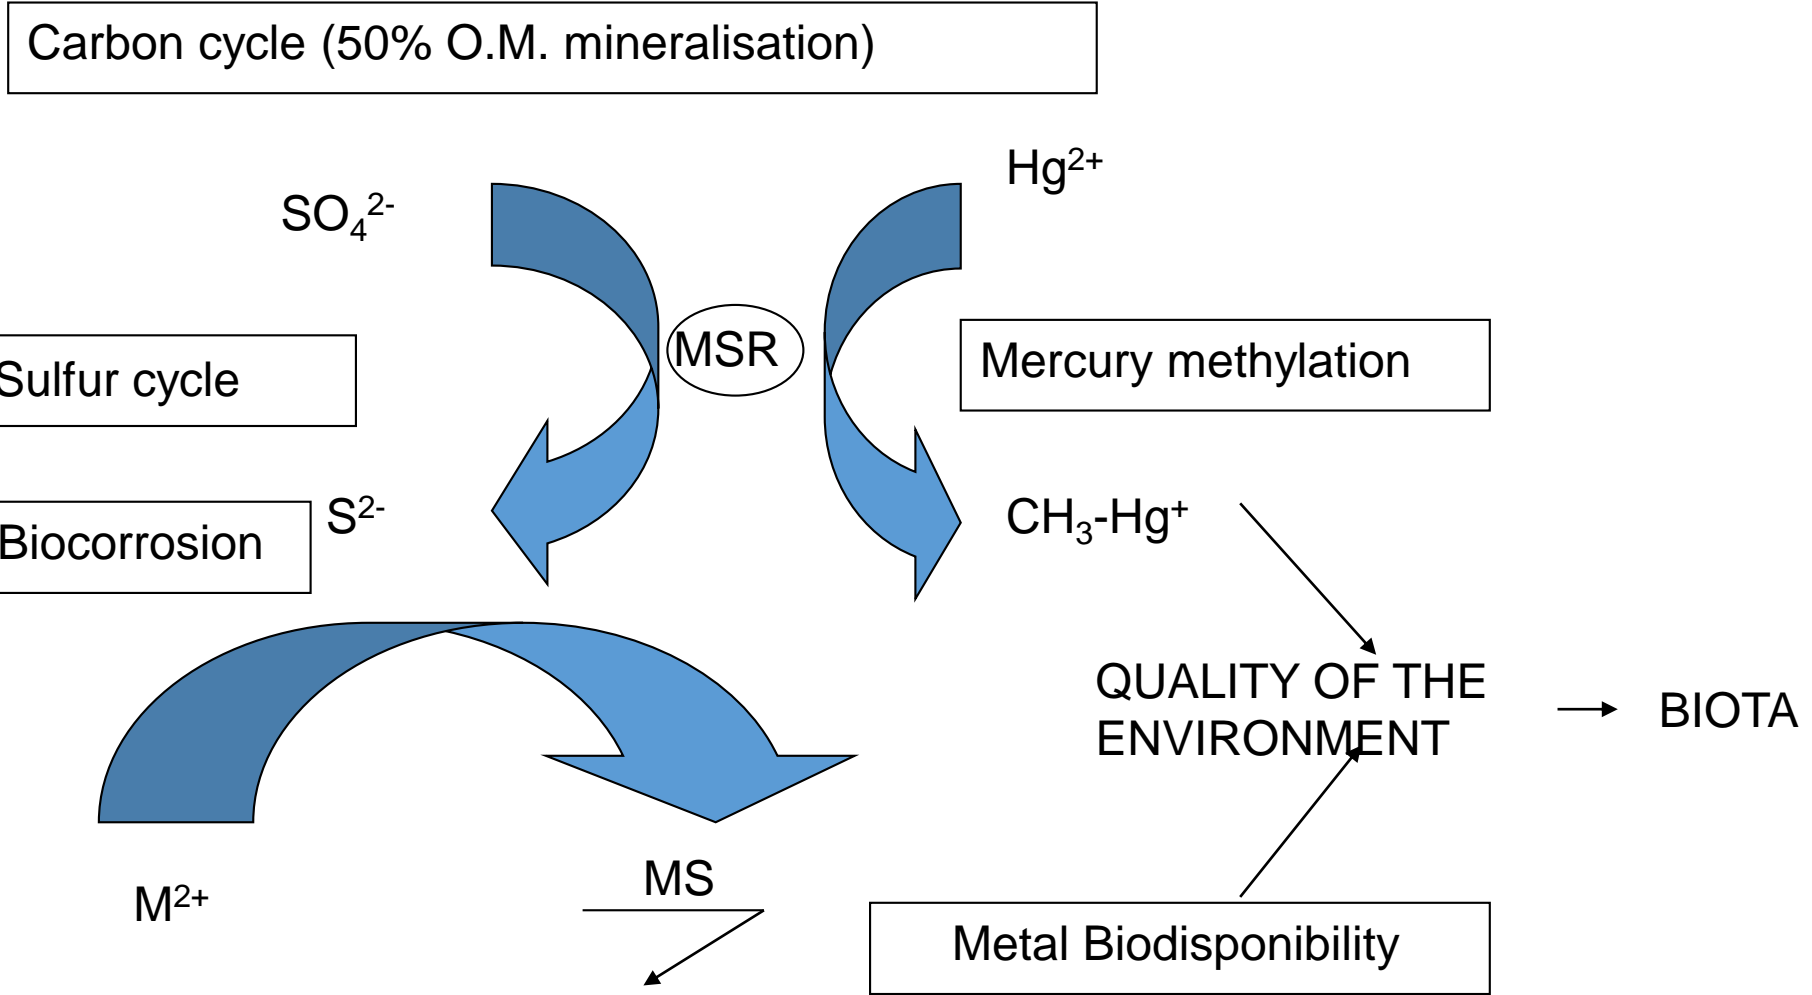 Carbon cycle (50% O.M. mineralisation)
Hg²⁺
SO₄²⁻
MSR
Mercury methylation
Sulfur cycle
S²⁻
CH₃-Hg⁺
Biocorrosion
QUALITY OF THE
ENVIRONMENT
BIOTA
MS
M²⁺
Metal Biodisponibility